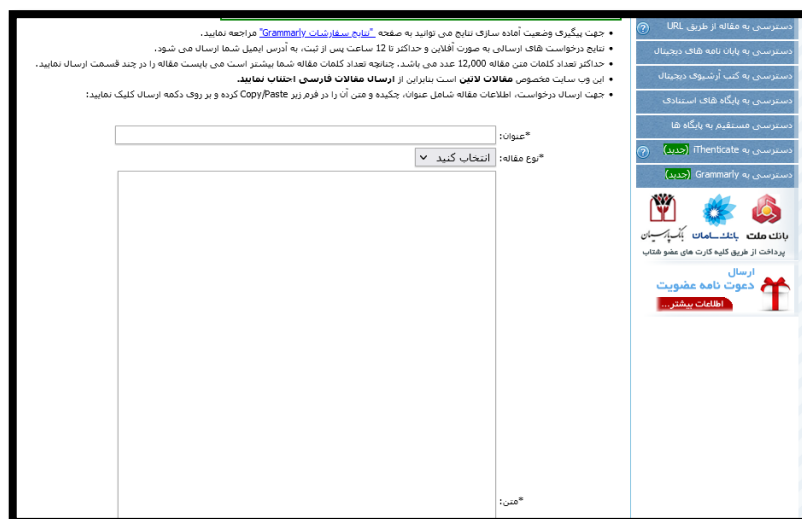 جهت پیگیری وضعیت آماده سازی نتایج می توانید به صفحه "نتایج سفارشات Grammarly" مراجعه نمایید.
نتایج درخواست های ارسالی به صورت آفلاین و حداکثر تا 12 ساعت پس از ثبت، به آدرس ایمیل شما ارسال می شود.
حداکثر تعداد کلمات متن مقاله 12,000 عدد می باشد. چنانچه تعداد کلمات مقاله شما بیشتر است می بایست مقاله را در چند قسمت ارسال نمایید.
این وب سایت مخصوص مقالات لاتین است بنابراین از ارسال مقالات فارسی اجتناب نمایید.
جهت ارسال درخواست، اطلاعات مقاله شامل عنوان، چکیده و متن آن را در فرم زیر Copy/Paste کرده و بر روی دکمه ارسال کلیک نمایید:
*عنوان:
*نوع مقاله: انتخاب کنید
*متن:
دسترسی به مقاله از طریق URL
دسترسی به پایان نامه های دیجیتال
دسترسی به کتب آرشیوی دیجیتال
دسترسی به پایگاه های استنادی
دسترسی مستقیم به پایگاه ها
دسترسی به iThenticate (جدید)
دسترسی به Grammarly (جدید)
بانک ملت بانک سامان بانک پارسیان
پرداخت از طریق کلیه کارت های عضو شتاب
ارسال
دعوت نامه عضویت
اطلاعات بیشتر...